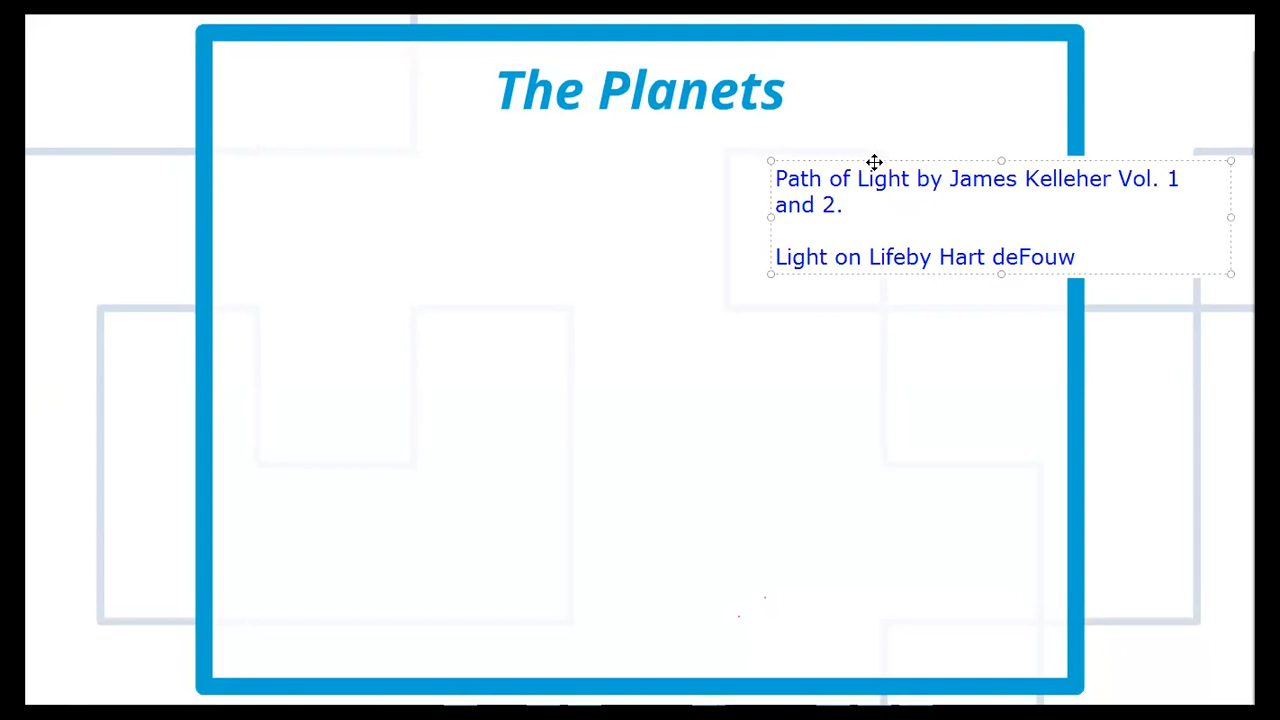 The Planets
Path of Light by James Kelleher Vol. 1
and 2.
Light on Lifeby Hart deFouw